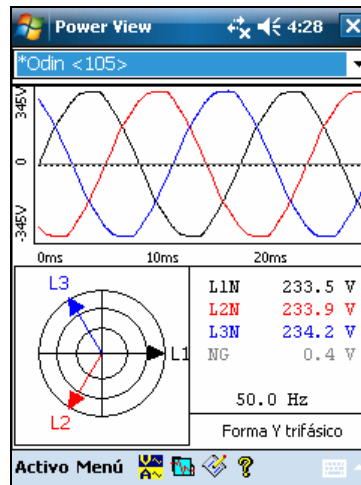 Power View 4:28
*Odin <105>
345V
0
-345V
0ms 10ms 20ms
L3
L1
L2
L1N 233.5 V
L2N 233.9 V
L3N 234.2 V
NG 0.4 V
50.0 Hz
Forma Y trifásico
Activo Menú